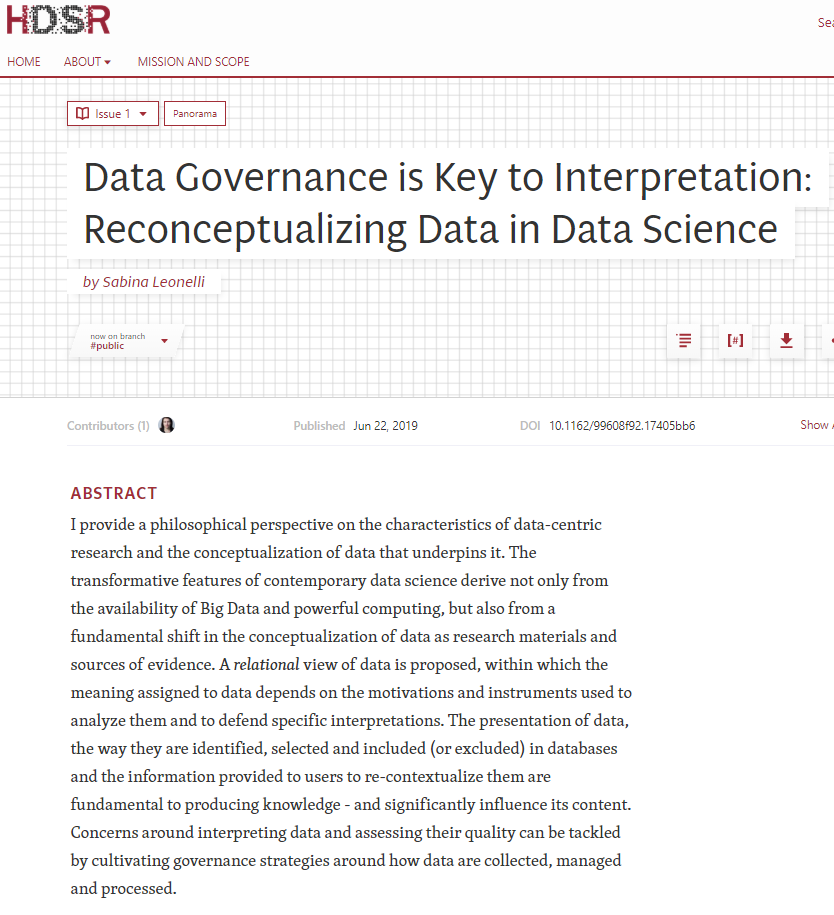 HDSR
HOME ABOUT MISSION AND SCOPE
Issue 1 Panorama
Data Governance is Key to Interpretation:
Reconceptualizing Data in Data Science
by Sabina Leonelli
now on branch
#public
[#]
Contributors (1) Published Jun 22, 2019 DOI 10.1162/99608f92.17405bb6 Show
ABSTRACT
I provide a philosophical perspective on the characteristics of data-centric
research and the conceptualization of data that underpins it. The
transformative features of contemporary data science derive not only from
the availability of Big Data and powerful computing, but also from a
fundamental shift in the conceptualization of data as research materials and
sources of evidence. A relational view of data is proposed, within which the
meaning assigned to data depends on the motivations and instruments used to
analyze them and to defend specific interpretations. The presentation of data,
the way they are identified, selected and included (or excluded) in databases
and the information provided to users to re-contextualize them are
fundamental to producing knowledge - and significantly influence its content.
Concerns around interpreting data and assessing their quality can be tackled
by cultivating governance strategies around how data are collected, managed
and processed.